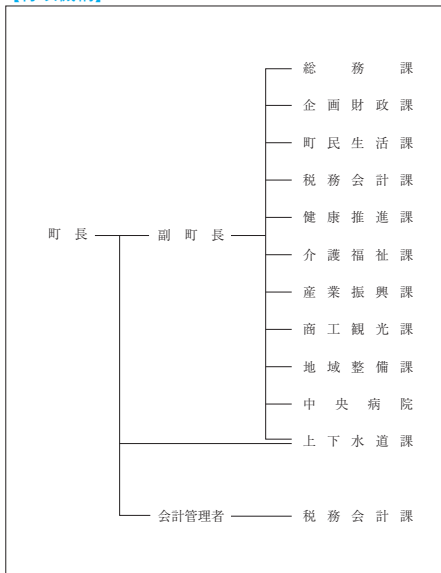 総務課
企画財政課
町民生活課
税務会計課
健康推進課
町長 副町長
介護福祉課
産業振興課
商工観光課
地域整備課
中央病院
上下水道課
会計管理者 税務会計課